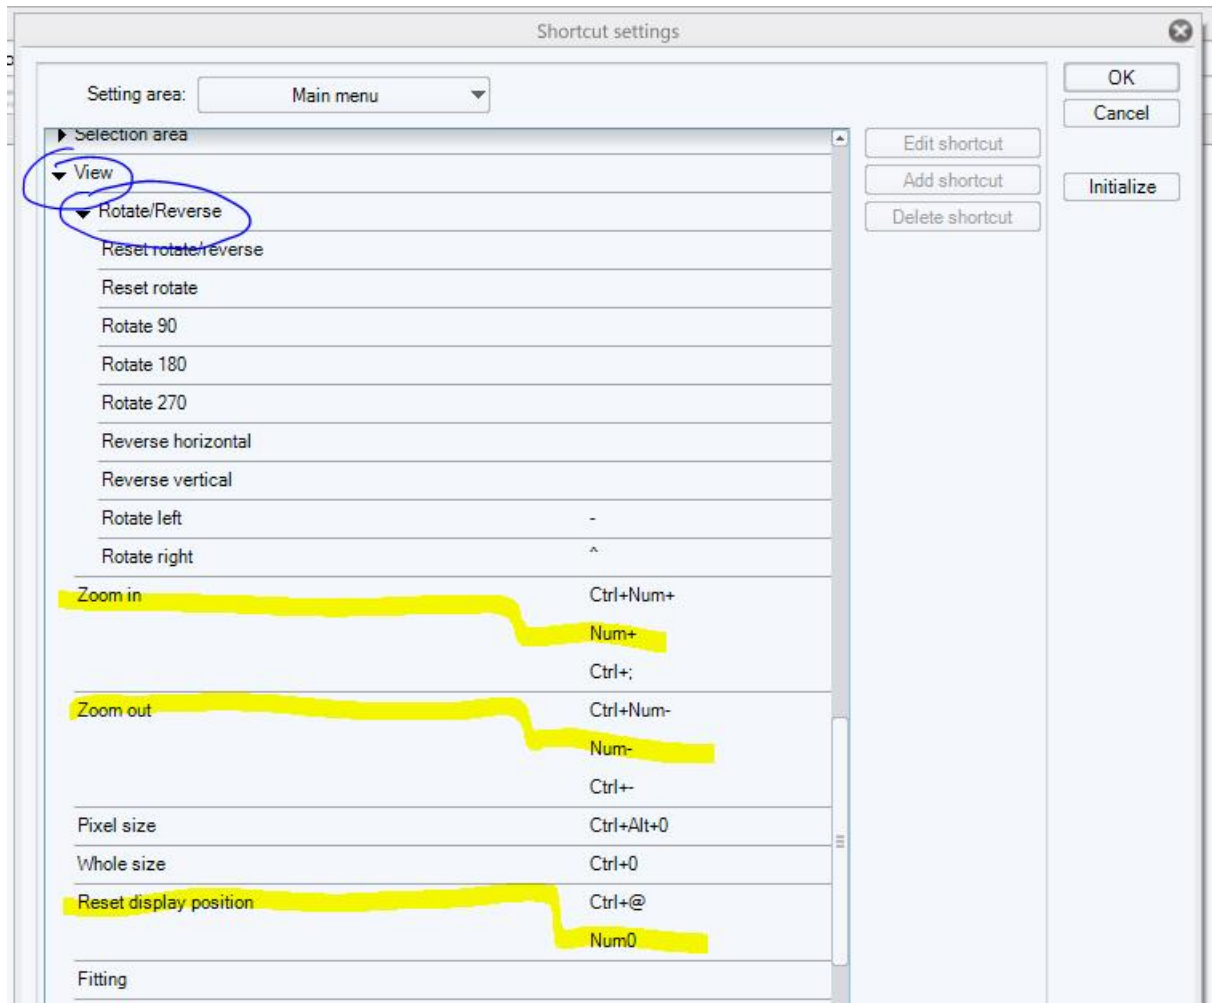 Shortcut settings
Setting area: Main menu
OK
Cancel
Selection area
Edit shortcut
View
Add shortcut
Initialize
Rotate/Reverse
Delete shortcut
Reset rotate/reverse
Reset rotate
Rotate 90
Rotate 180
Rotate 270
Reverse horizontal
Reverse vertical
Rotate left -
Rotate right ^
Zoom in Ctrl+Num+
Num+
Ctrl+;
Zoom out Ctrl+Num-
Num-
Ctrl+-
Pixel size Ctrl+Alt+0
Whole size Ctrl+0
Reset display position Ctrl+@
Num0
Fitting